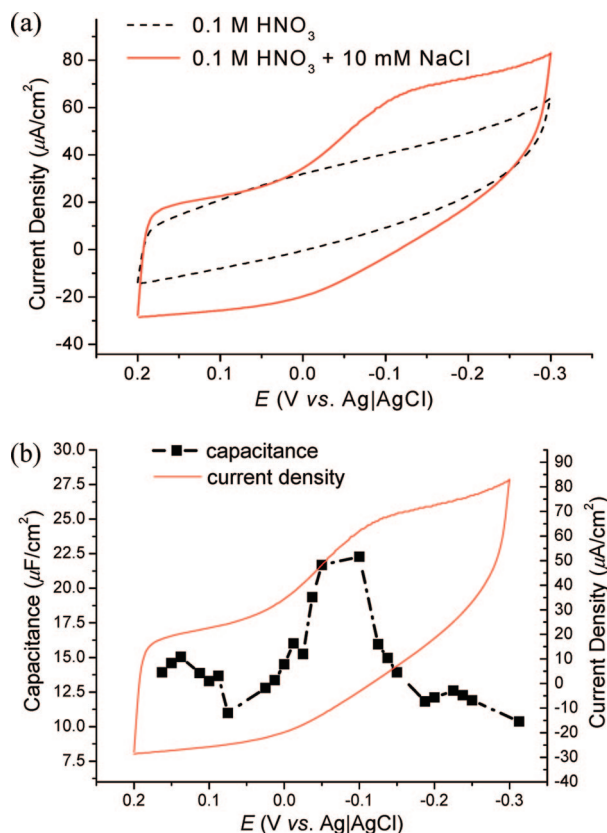 (a)
0.1 M HNO₃
0.1 M HNO₃ + 10 mM NaCl
Current Density (μA/cm²)
80
60
40
20
0
-20
-40
0.2 0.1 0.0 -0.1 -0.2 -0.3
E (V vs. Ag|AgCl)
(b)
capacitance
current density
Capacitance (μF/cm²)
30.0
27.5
25.0
22.5
20.0
17.5
15.0
12.5
10.0
7.5
Current Density (μA/cm²)
90
80
70
60
50
40
30
20
10
0
-10
-20
-30
-40
0.2 0.1 0.0 -0.1 -0.2 -0.3
E (V vs. Ag|AgCl)